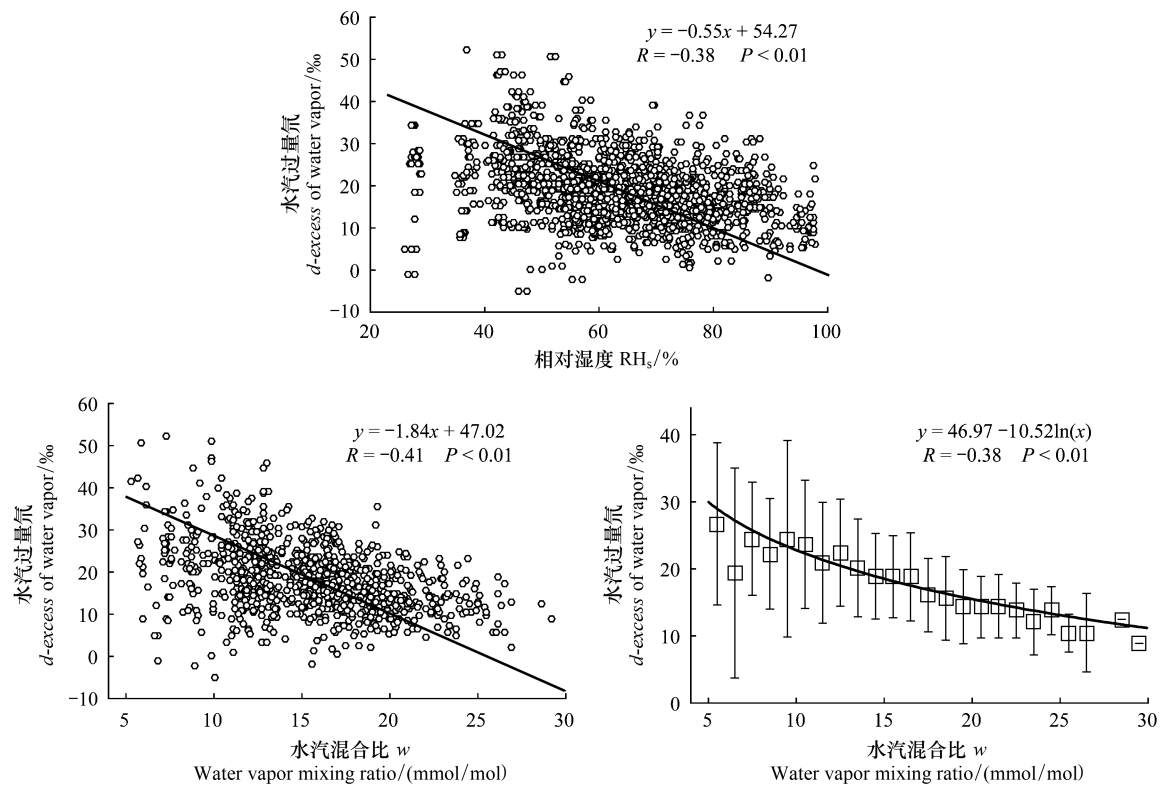 60
50
40
30
20
10
0
−10
水汽过量氘
d-excess of water vapor/‰
y = −0.55x + 54.27
R = −0.38 P < 0.01
20 40 60 80 100
相对湿度 RHs/%
60
50
40
30
20
10
0
−10
水汽过量氘
d-excess of water vapor/‰
y = −1.84x + 47.02
R = −0.41 P < 0.01
5 10 15 20 25 30
水汽混合比 w
Water vapor mixing ratio/(mmol/mol)
40
30
20
10
0
水汽过量氘
d-excess of water vapor/‰
y = 46.97 −10.52ln(x)
R = −0.38 P < 0.01
5 10 15 20 25 30
水汽混合比 w
Water vapor mixing ratio/(mmol/mol)